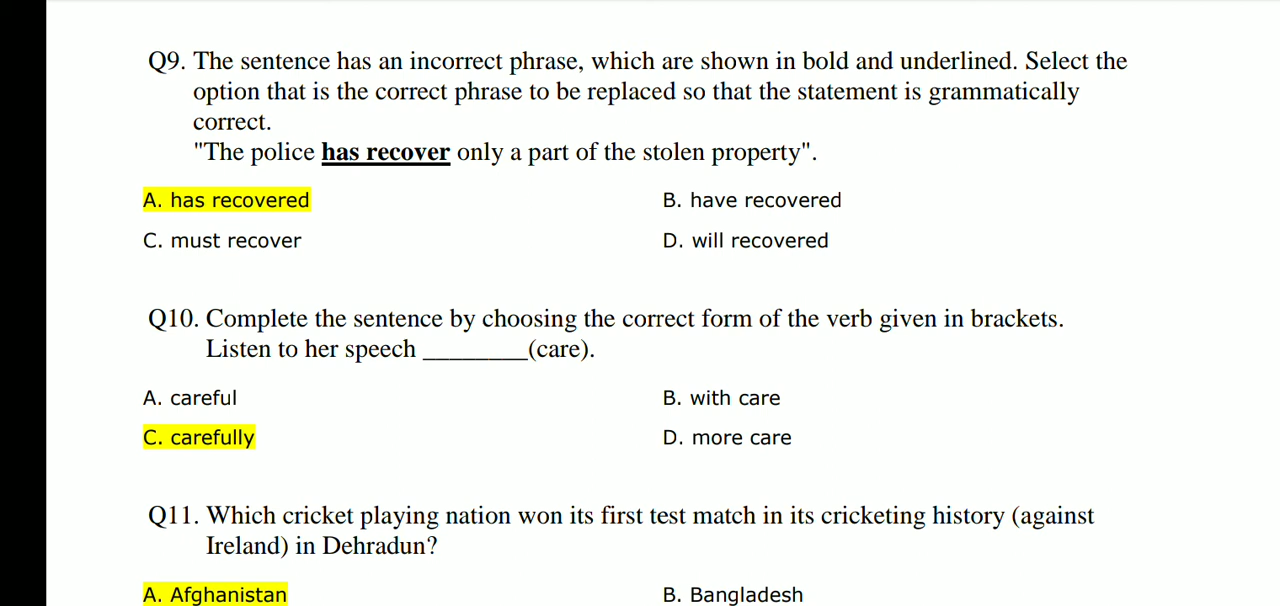 Q9. The sentence has an incorrect phrase, which are shown in bold and underlined. Select the
option that is the correct phrase to be replaced so that the statement is grammatically
correct.
"The police has recover only a part of the stolen property".
A. has recovered
B. have recovered
C. must recover
D. will recovered
Q10. Complete the sentence by choosing the correct form of the verb given in brackets.
Listen to her speech ________(care).
A. careful
B. with care
C. carefully
D. more care
Q11. Which cricket playing nation won its first test match in its cricketing history (against
Ireland) in Dehradun?
A. Afghanistan
B. Bangladesh